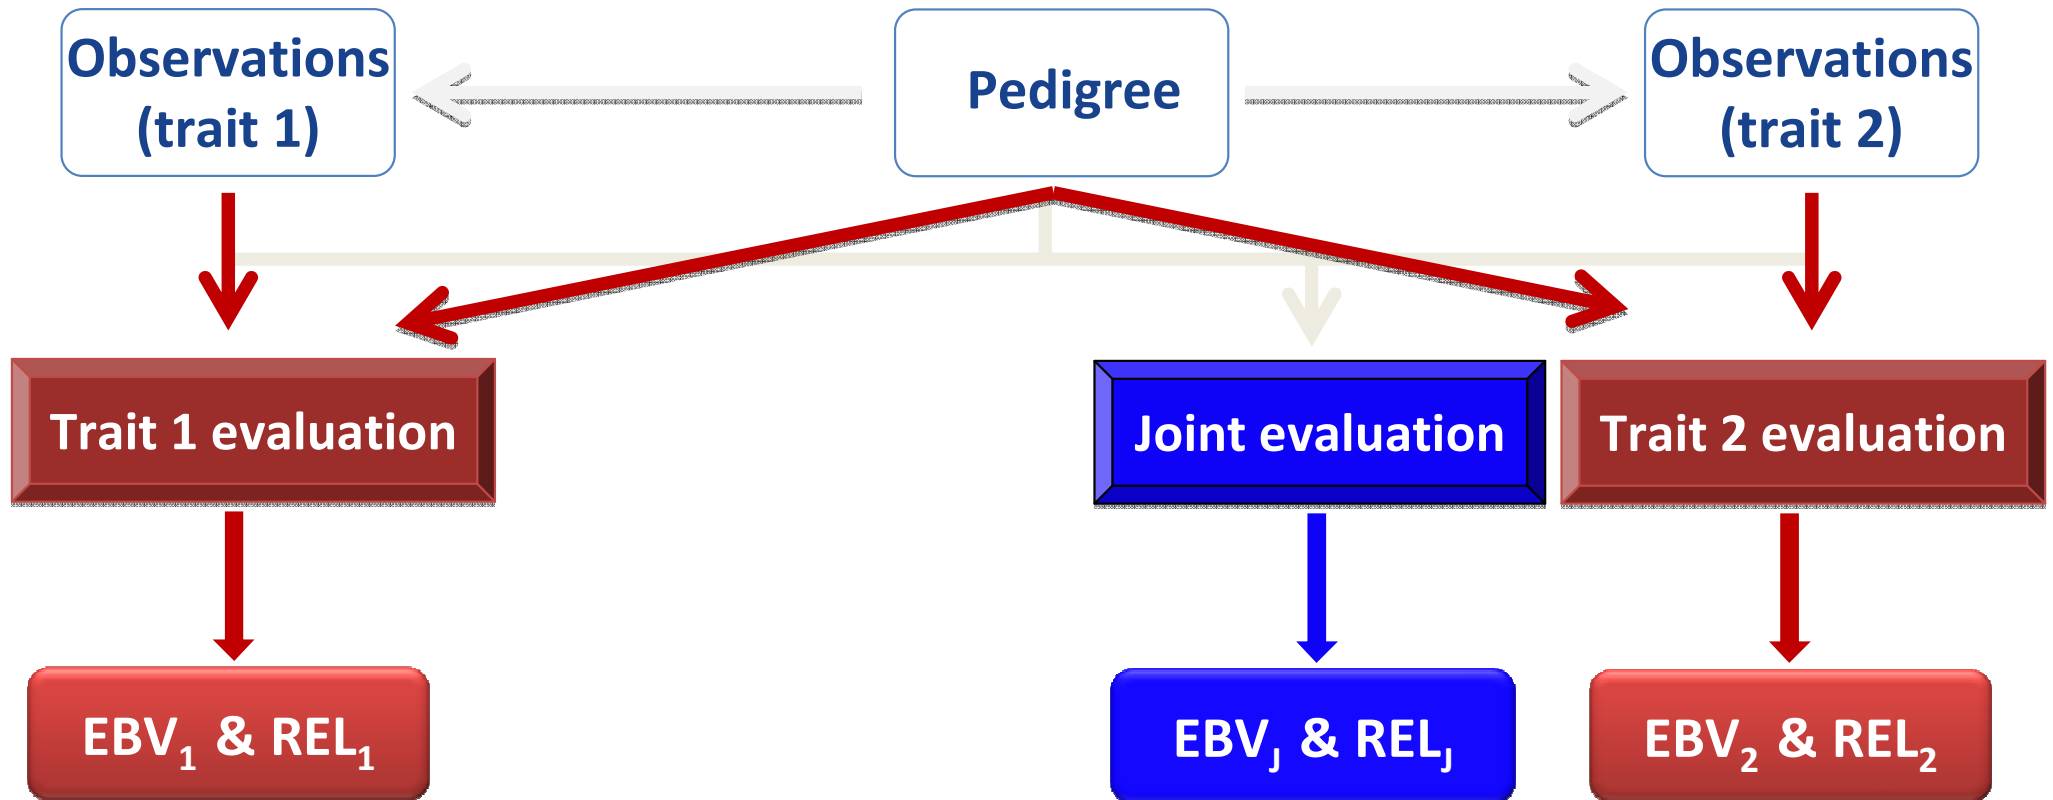 Observations
(trait 1)
Pedigree
Observations
(trait 2)
Trait 1 evaluation
Joint evaluation
Trait 2 evaluation
EBV₁ & REL₁
EBVJ & RELJ
EBV₂ & REL₂